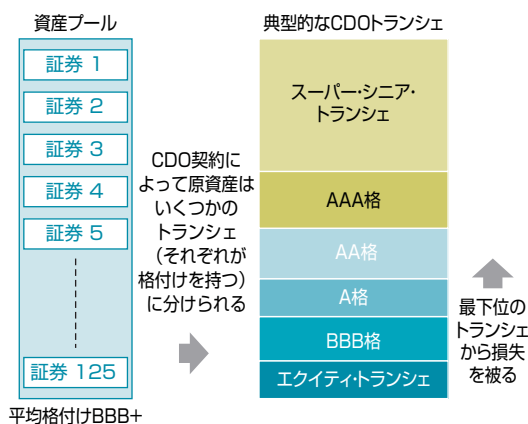 資産プール
証券 1
証券 2
証券 3
証券 4
証券 5
証券 125
平均格付けBBB+
CDO契約に
よって原資産は
いくつかの
トランシェ
（それぞれが
格付けを持つ）
に分けられる
典型的なCDOトランシェ
スーパー・シニア・
トランシェ
AAA格
AA格
A格
BBB格
エクイティ・トランシェ
最下位の
トランシェ
から損失
を被る